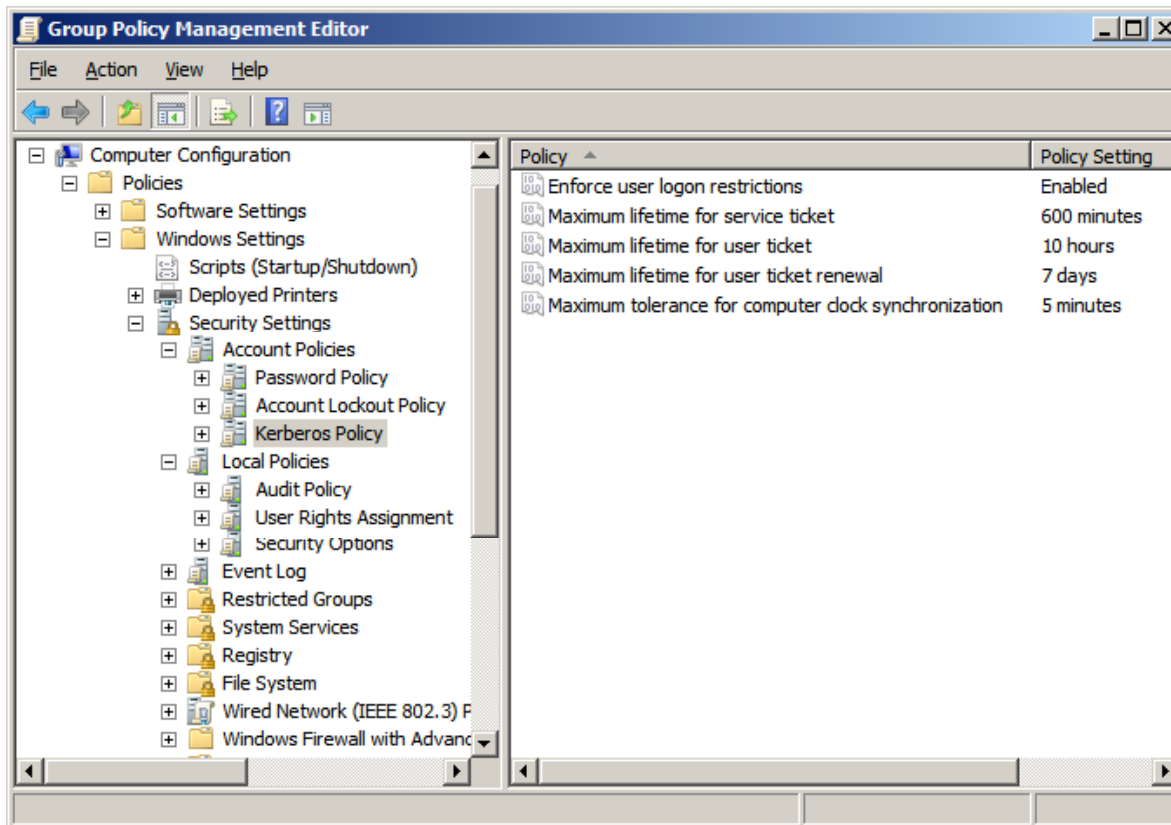 Group Policy Management Editor
File Action View Help
Computer Configuration
Policies
Software Settings
Windows Settings
Scripts (Startup/Shutdown)
Deployed Printers
Security Settings
Account Policies
Password Policy
Account Lockout Policy
Kerberos Policy
Local Policies
Audit Policy
User Rights Assignment
Security Options
Event Log
Restricted Groups
System Services
Registry
File System
Wired Network (IEEE 802.3) P
Windows Firewall with Advanc
Policy Policy Setting
Enforce user logon restrictions Enabled
Maximum lifetime for service ticket 600 minutes
Maximum lifetime for user ticket 10 hours
Maximum lifetime for user ticket renewal 7 days
Maximum tolerance for computer clock synchronization 5 minutes